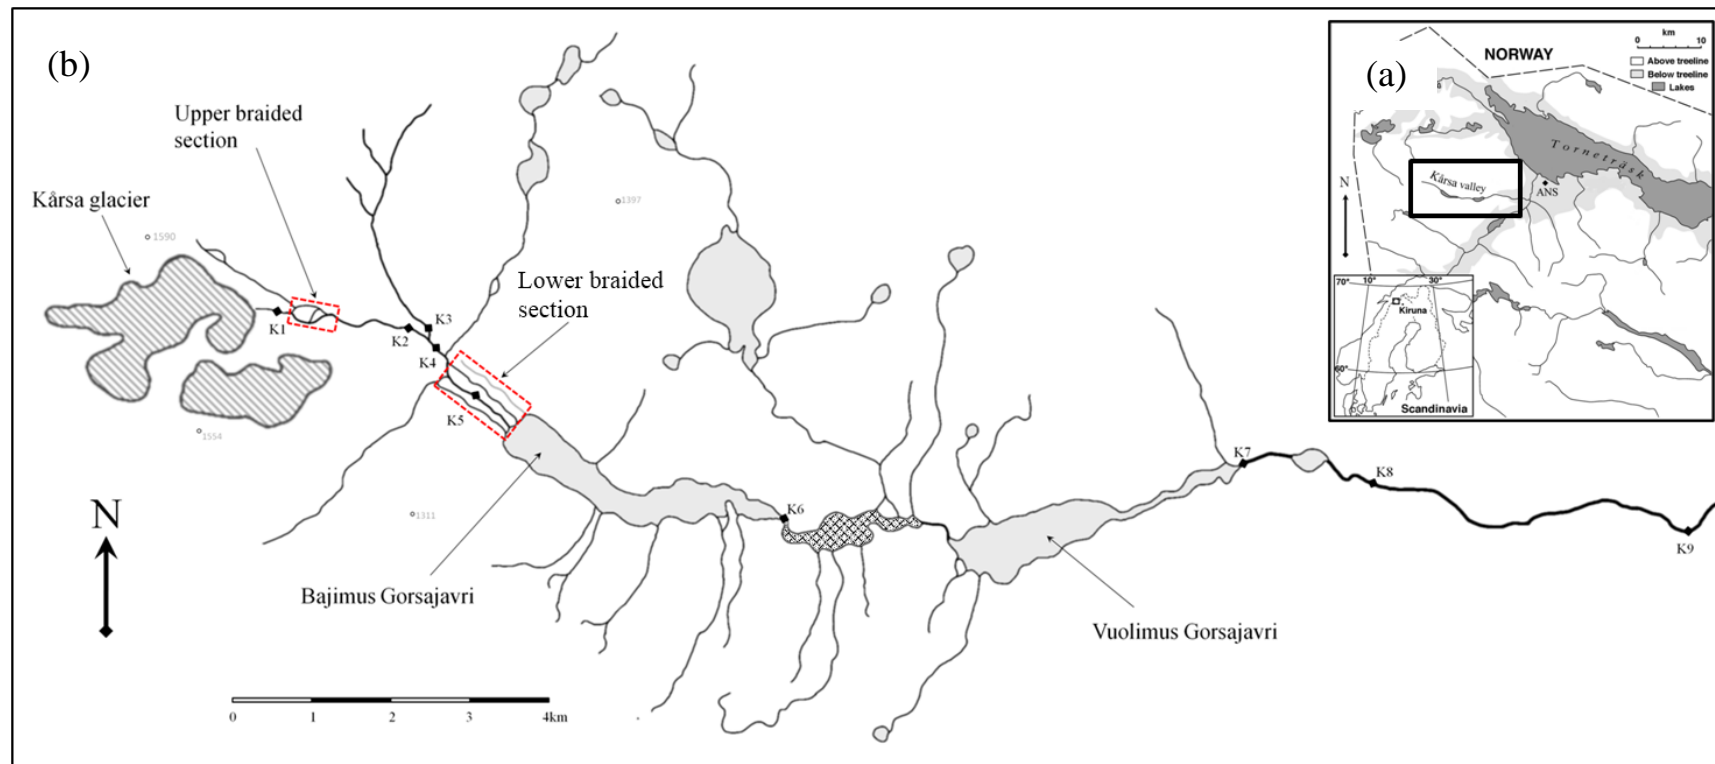 (b)
Upper braided
section
Kårsa glacier
1590
1397
Lower braided
section
K1
K2
K3
K4
K5
1554
1311
N
K6
K7
K8
K9
Bajimus Gorsajavri
Vuolimus Gorsajavri
0 1 2 3 4km
(a)
NORWAY
km
0 10
Above treeline
Below treeline
Lakes
Torneträsk
Kårsa valley
N
ANS
70°
10°
30°
Kiruna
60°
Scandinavia